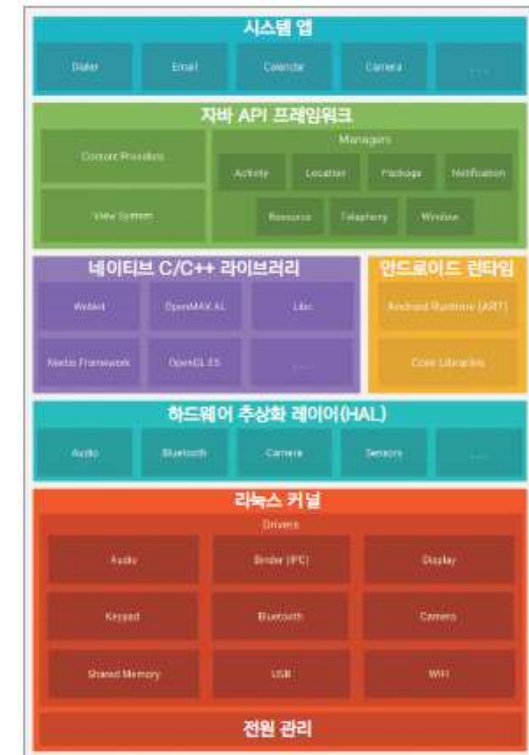 시스템 앱
Dialer Email Calendar Camera ...
자바 API 프레임워크
Managers
Content Providers
Activity Location Package Notification
View System
Resource Telephony Window
네이티브 C/C++ 라이브러리 안드로이드 런타임
Webkit OpenMAX AL Libc Android Runtime (ART)
Media Framework OpenGL ES ... Core Libraries
하드웨어 추상화 레이어(HAL)
Audio Bluetooth Camera Sensors ...
리눅스 커널
Drivers
Audio Binder (IPC) Display
Keypad Bluetooth Camera
Shared Memory USB WIFI
전원 관리